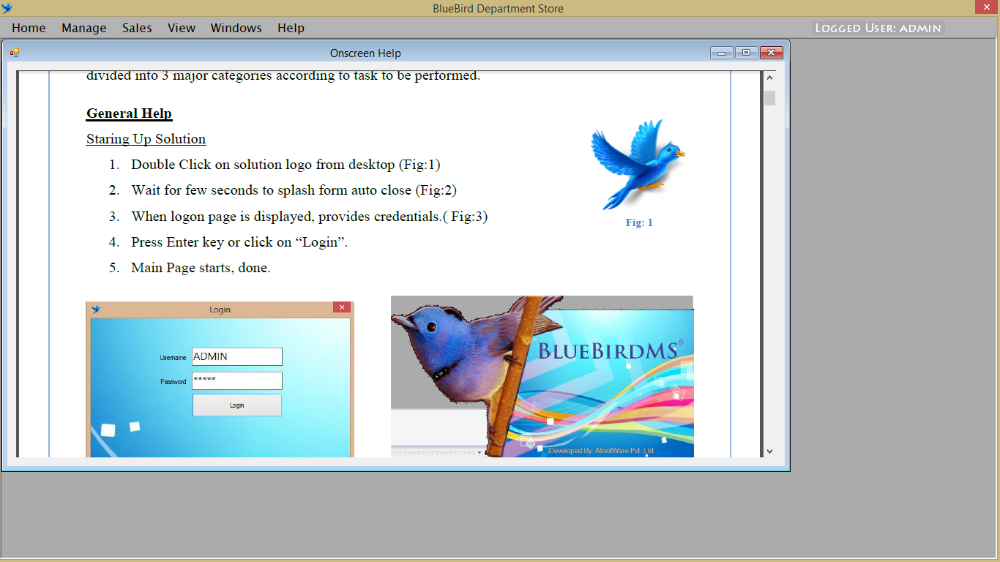 BlueBird Department Store
Home Manage Sales View Windows Help
Logged User: admin
Onscreen Help
divided into 3 major categories according to task to be performed.
General Help
Staring Up Solution
1. Double Click on solution logo from desktop (Fig:1)
2. Wait for few seconds to splash form auto close (Fig:2)
3. When logon page is displayed, provides credentials.( Fig:3)
4. Press Enter key or click on “Login”.
5. Main Page starts, done.
Fig: 1
Login
Username ADMIN
Password *****
Login
BlueBirdMS®
Developed By: AlootWare Pvt. Ltd